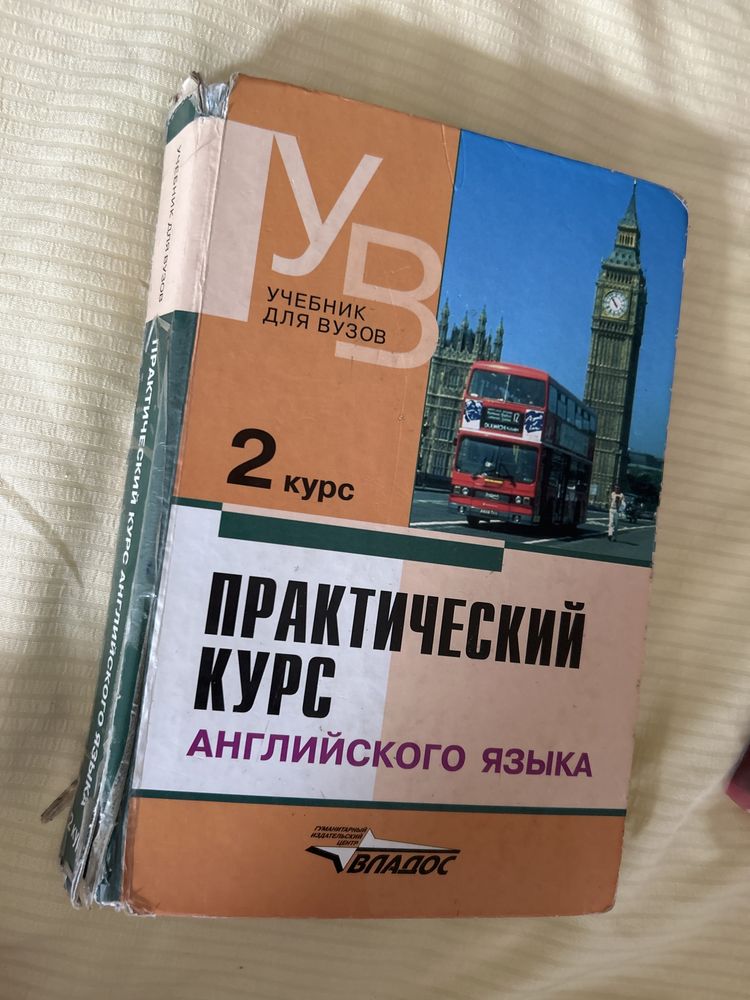 УВ
УЧЕБНИК
ДЛЯ ВУЗОВ
2 курс
ПРАКТИЧЕСКИЙ
КУРС
АНГЛИЙСКОГО ЯЗЫКА
ГУМАНИТАРНЫЙ
ИЗДАТЕЛЬСКИЙ
ЦЕНТР
ВЛАДОС
УЧЕБНИК ДЛЯ ВУЗОВ
ПРАКТИЧЕСКИЙ КУРС АНГЛИЙСКОГО ЯЗЫКА
12